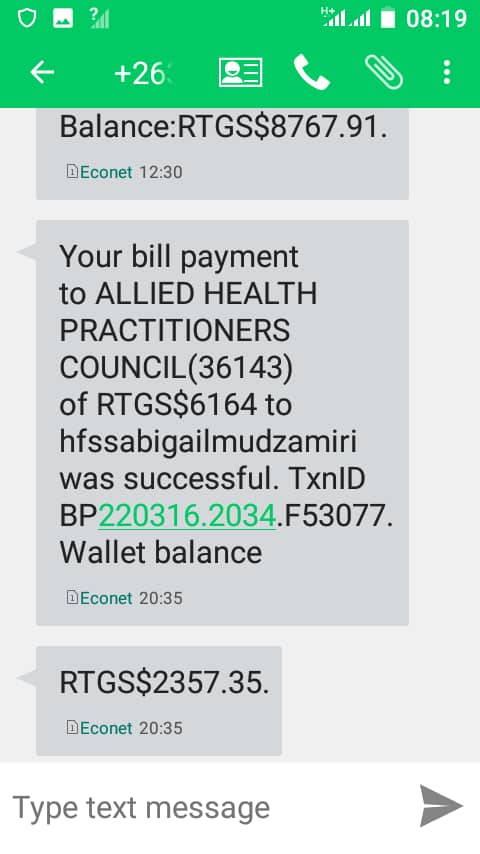 08:19
+263
Balance:RTGS$8767.91.
Econet 12:30
Your bill payment
to ALLIED HEALTH
PRACTITIONERS
COUNCIL(36143)
of RTGS$6164 to
hfssabigailmudzamiri
was successful. TxnID
BP220316.2034.F53077.
Wallet balance
Econet 20:35
RTGS$2357.35.
Econet 20:35
Type text message